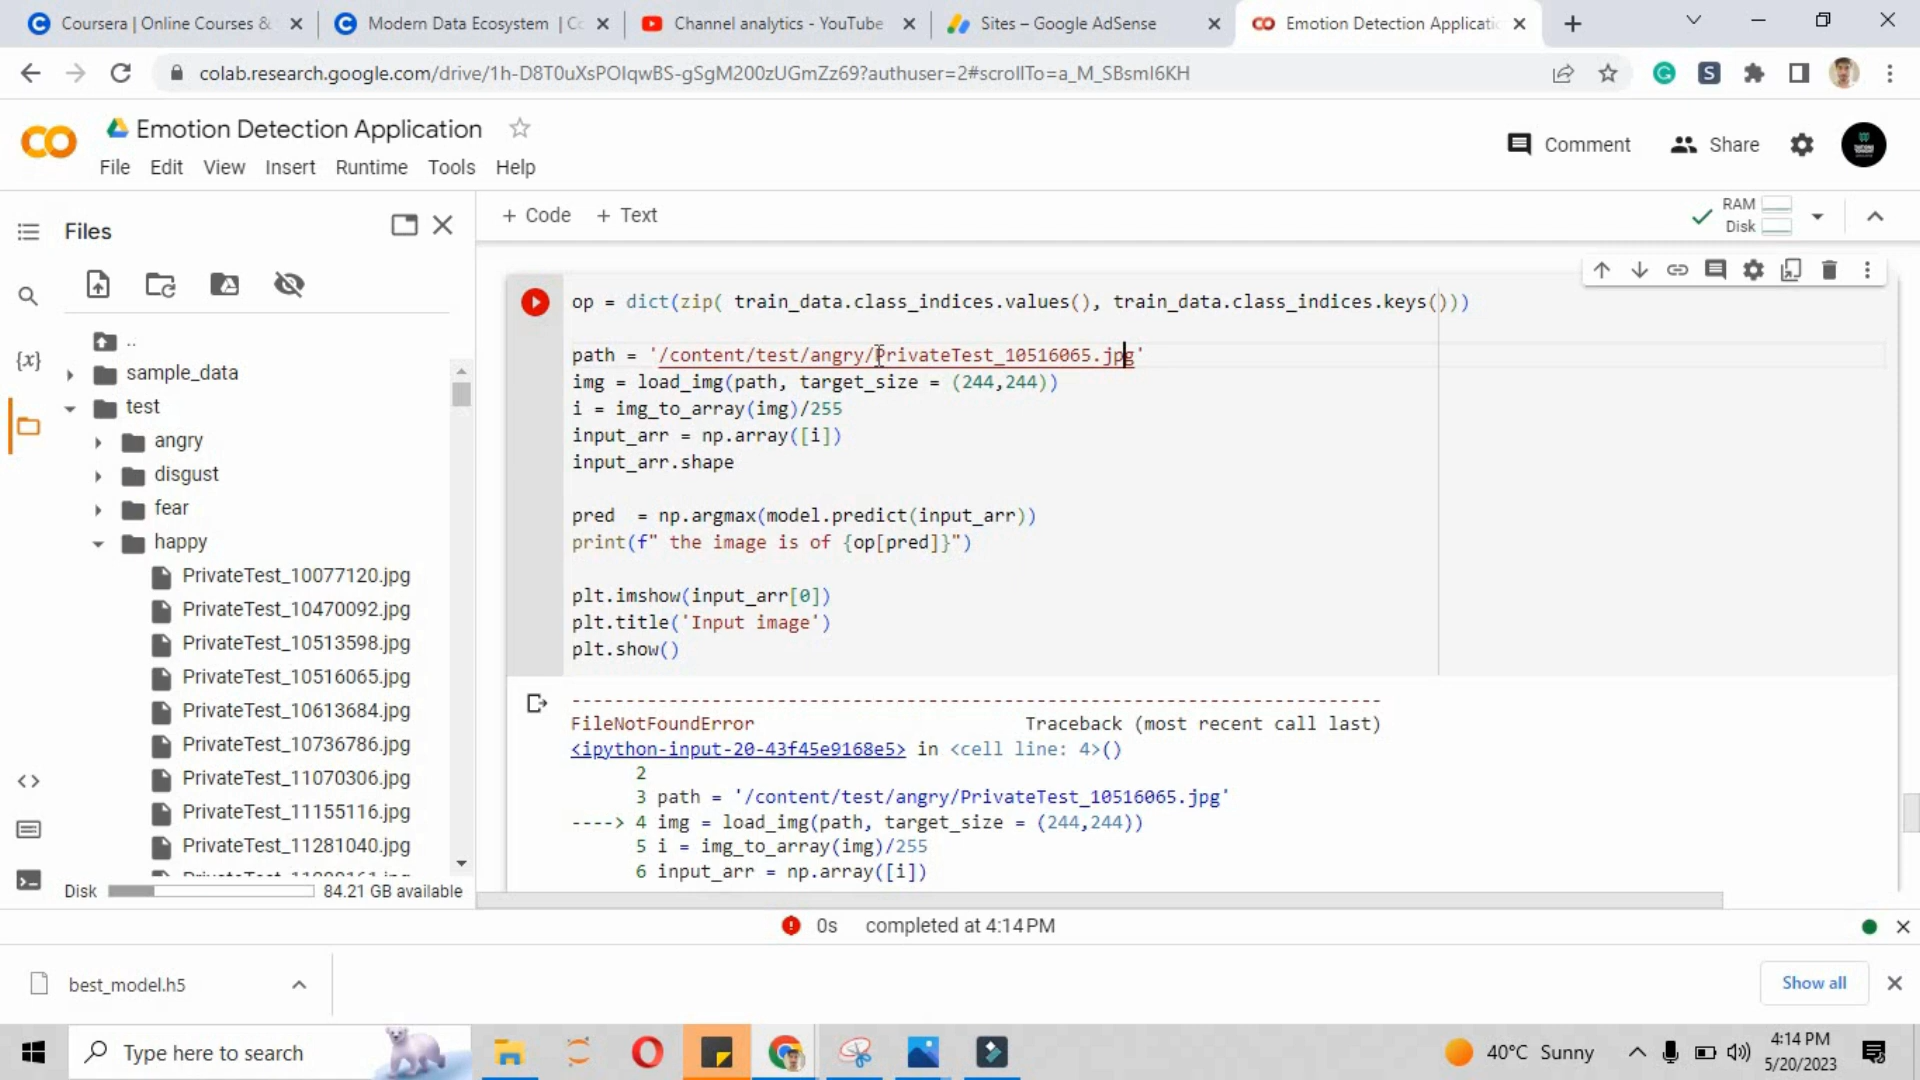 Coursera | Online Courses &
Modern Data Ecosystem | Co
Channel analytics - YouTube
Sites – Google AdSense
Emotion Detection Applicatio
colab.research.google.com/drive/1h-D8T0uXsPOIqwBS-gSgM200zUGmZz69?authuser=2#scrollTo=a_M_SBsmI6KH
Emotion Detection Application
File Edit View Insert Runtime Tools Help
Comment
Share
Files
+ Code + Text
RAM
Disk
..
sample_data
test
angry
disgust
fear
happy
PrivateTest_10077120.jpg
PrivateTest_10470092.jpg
PrivateTest_10513598.jpg
PrivateTest_10516065.jpg
PrivateTest_10613684.jpg
PrivateTest_10736786.jpg
PrivateTest_11070306.jpg
PrivateTest_11155116.jpg
PrivateTest_11281040.jpg
Disk 84.21 GB available
{x}
op = dict(zip( train_data.class_indices.values(), train_data.class_indices.keys()))
path = '/content/test/angry/PrivateTest_10516065.jpg'
img = load_img(path, target_size = (244,244))
i = img_to_array(img)/255
input_arr = np.array([i])
input_arr.shape
pred  = np.argmax(model.predict(input_arr))
print(f" the image is of {op[pred]}")
plt.imshow(input_arr[0])
plt.title('Input image')
plt.show()
---------------------------------------------------------------------------
FileNotFoundError Traceback (most recent call last)
<ipython-input-20-43f45e9168e5> in <cell line: 4>()
2
3 path = '/content/test/angry/PrivateTest_10516065.jpg'
----> 4 img = load_img(path, target_size = (244,244))
5 i = img_to_array(img)/255
6 input_arr = np.array([i])
0s completed at 4:14 PM
best_model.h5
Show all
Type here to search
40°C Sunny
4:14 PM
5/20/2023